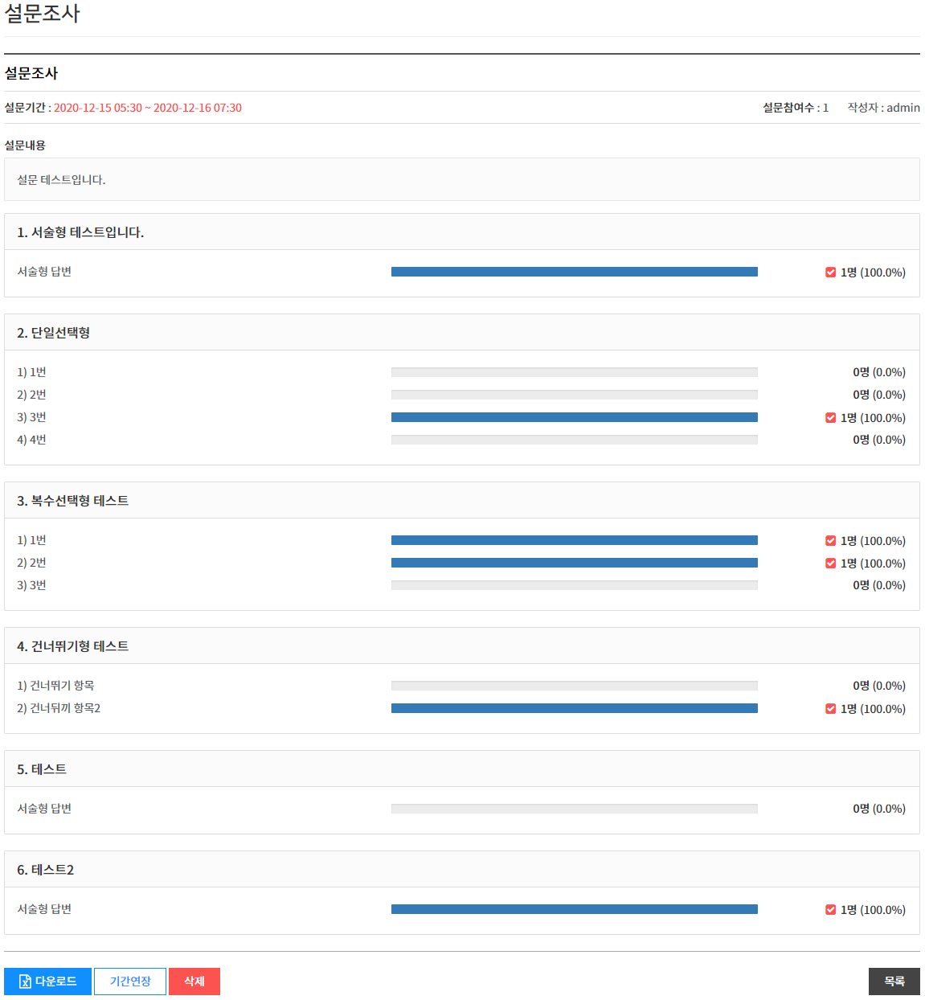 설문조사
설문조사
설문기간 : 2020-12-15 05:30 ~ 2020-12-16 07:30 설문참여수 : 1 작성자 : admin
설문내용
설문 테스트입니다.
1. 서술형 테스트입니다.
서술형 답변 1명 (100.0%)
2. 단일선택형
1) 1번 0명 (0.0%)
2) 2번 0명 (0.0%)
3) 3번 1명 (100.0%)
4) 4번 0명 (0.0%)
3. 복수선택형 테스트
1) 1번 1명 (100.0%)
2) 2번 1명 (100.0%)
3) 3번 0명 (0.0%)
4. 건너뛰기형 테스트
1) 건너뛰기 항목 0명 (0.0%)
2) 건너뒤끼 항목2 1명 (100.0%)
5. 테스트
서술형 답변 0명 (0.0%)
6. 테스트2
서술형 답변 1명 (100.0%)
다운로드 기간연장 삭제 목록